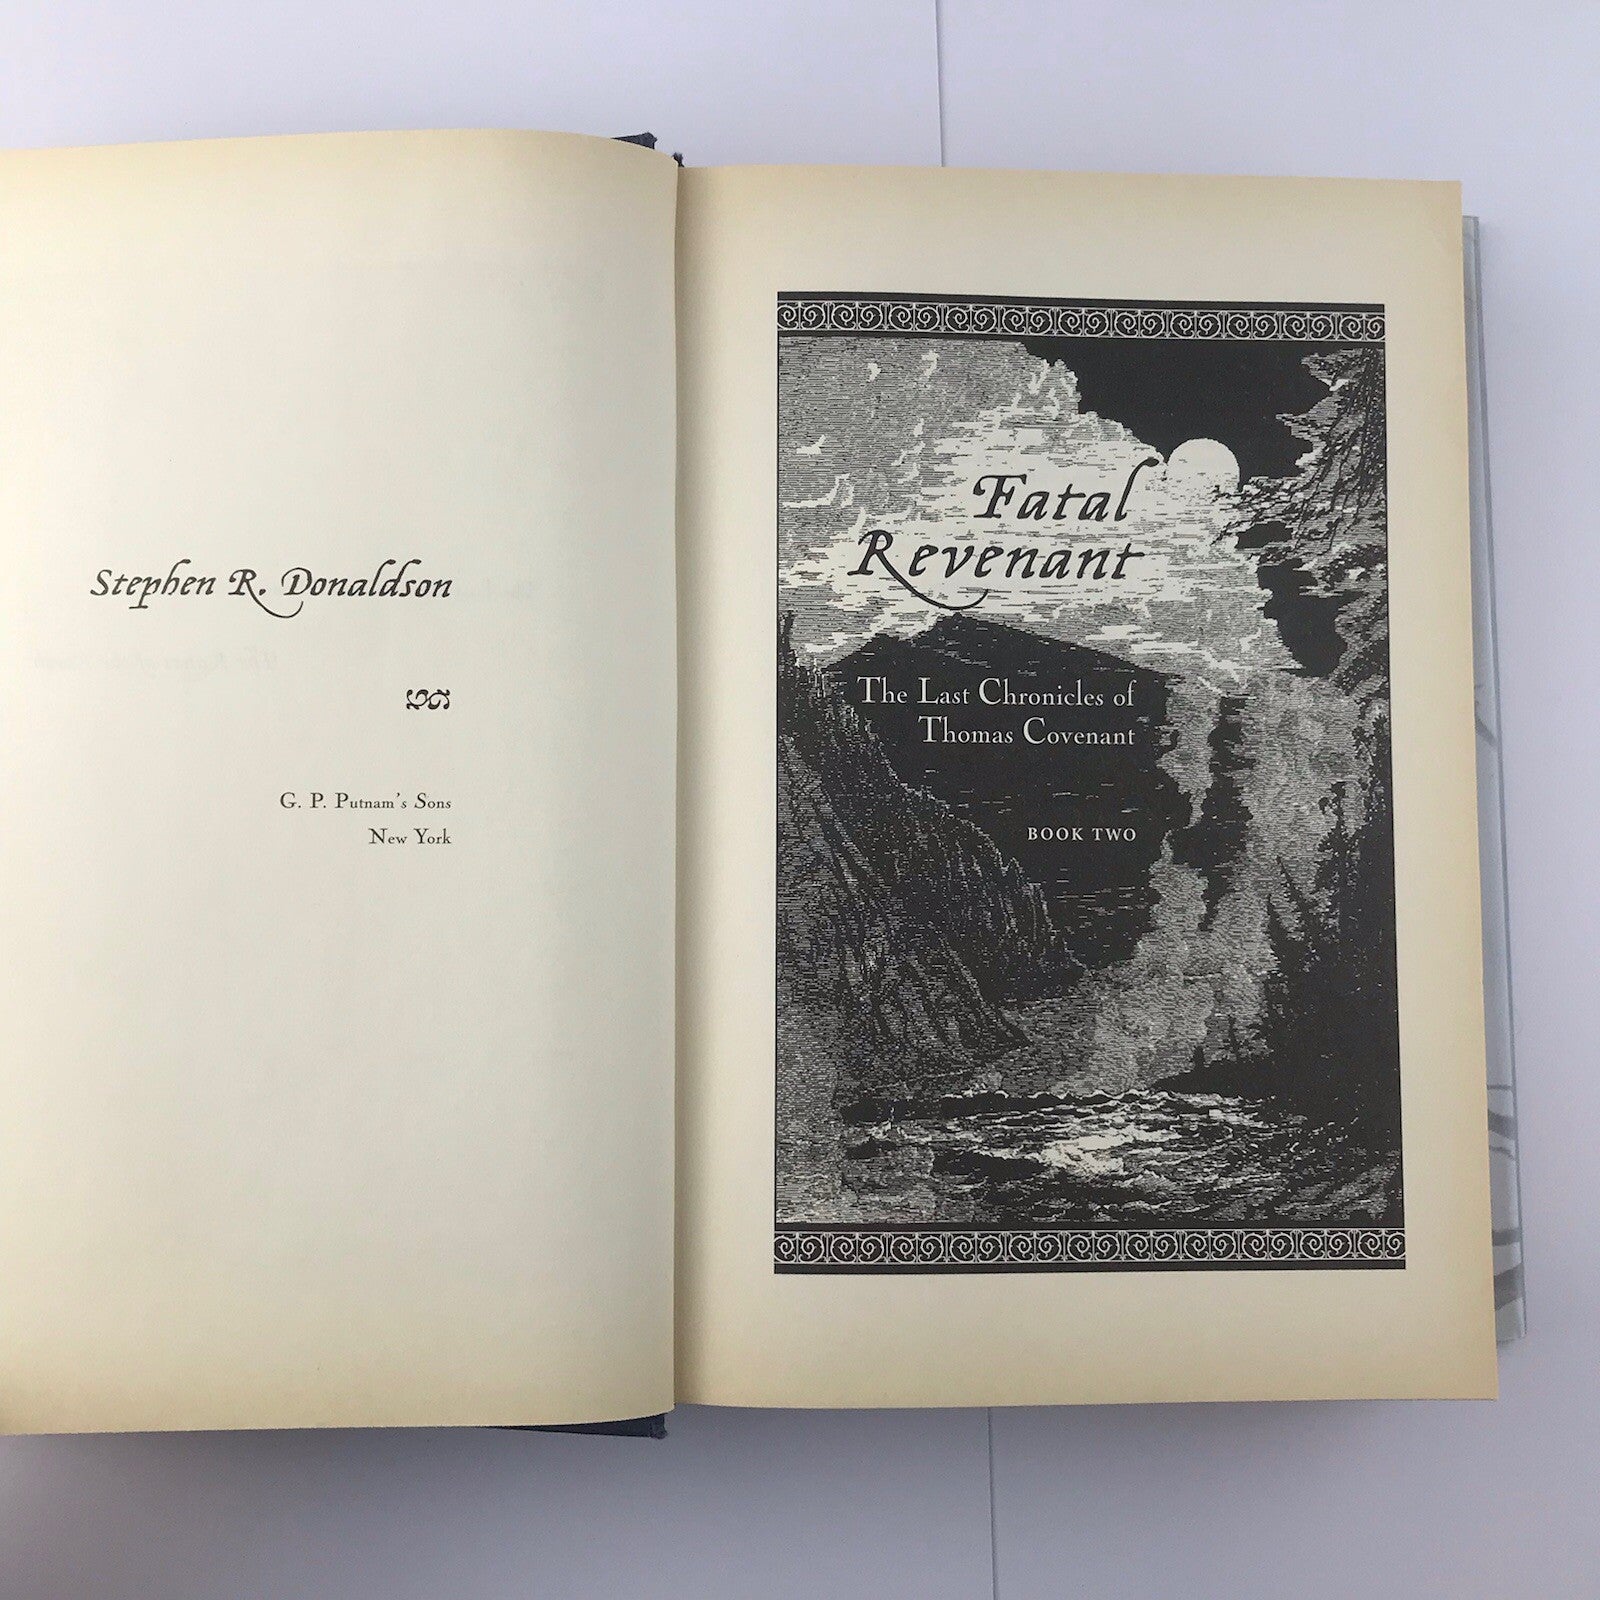 Stephen R. Donaldson
G. P. Putnam's Sons
New York
Fatal
Revenant
The Last Chronicles of
Thomas Covenant
BOOK TWO